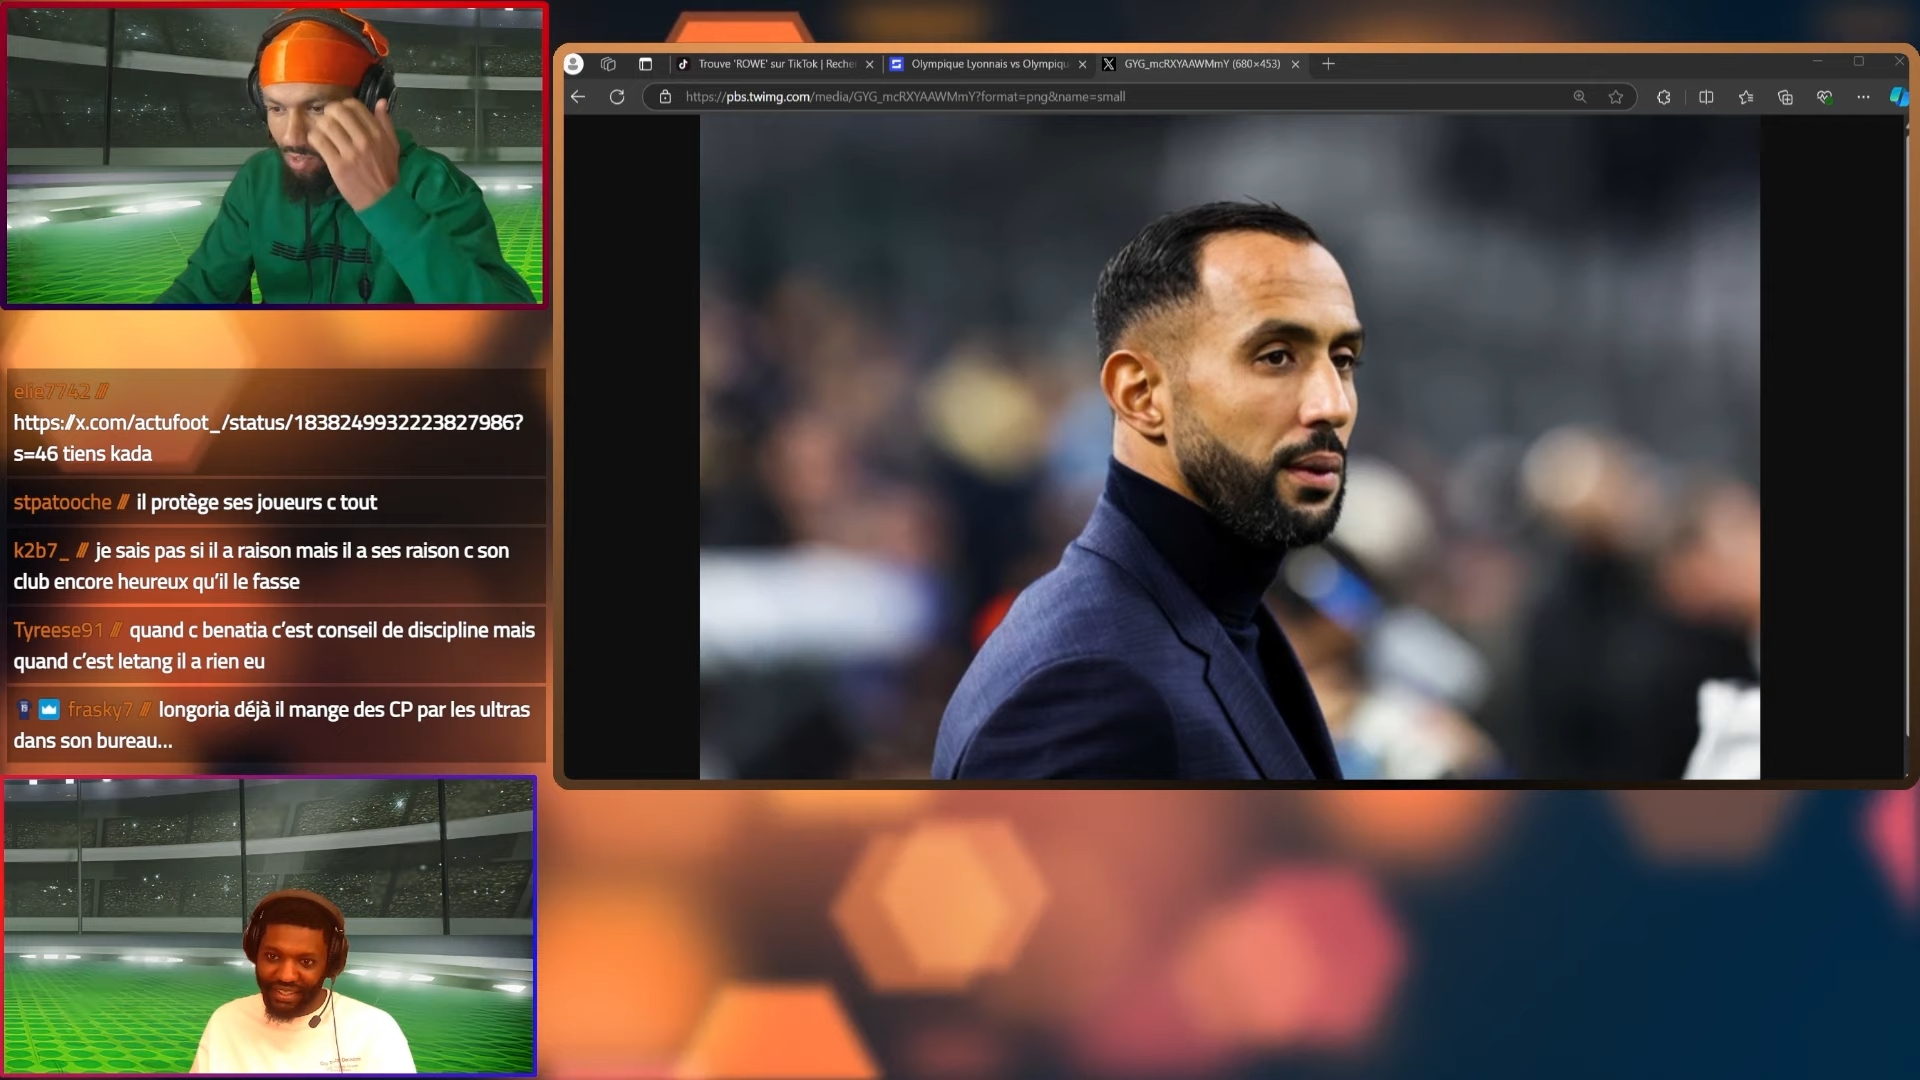 Trouve 'ROWE' sur TikTok | Reche
Olympique Lyonnais vs Olympiqu
GYG_mcRXYAAWMmY (680×453)
https://pbs.twimg.com/media/GYG_mcRXYAAWMmY?format=png&name=small
elie7742 ///
https://x.com/actufoot_/status/1838249932223827986?
s=46 tiens kada
stpatooche /// il protège ses joueurs c tout
k2b7_ /// je sais pas si il a raison mais il a ses raison c son
club encore heureux qu'il le fasse
Tyreese91 /// quand c benatia c'est conseil de discipline mais
quand c'est letang il a rien eu
frasky7 /// longoria déjà il mange des CP par les ultras
dans son bureau...